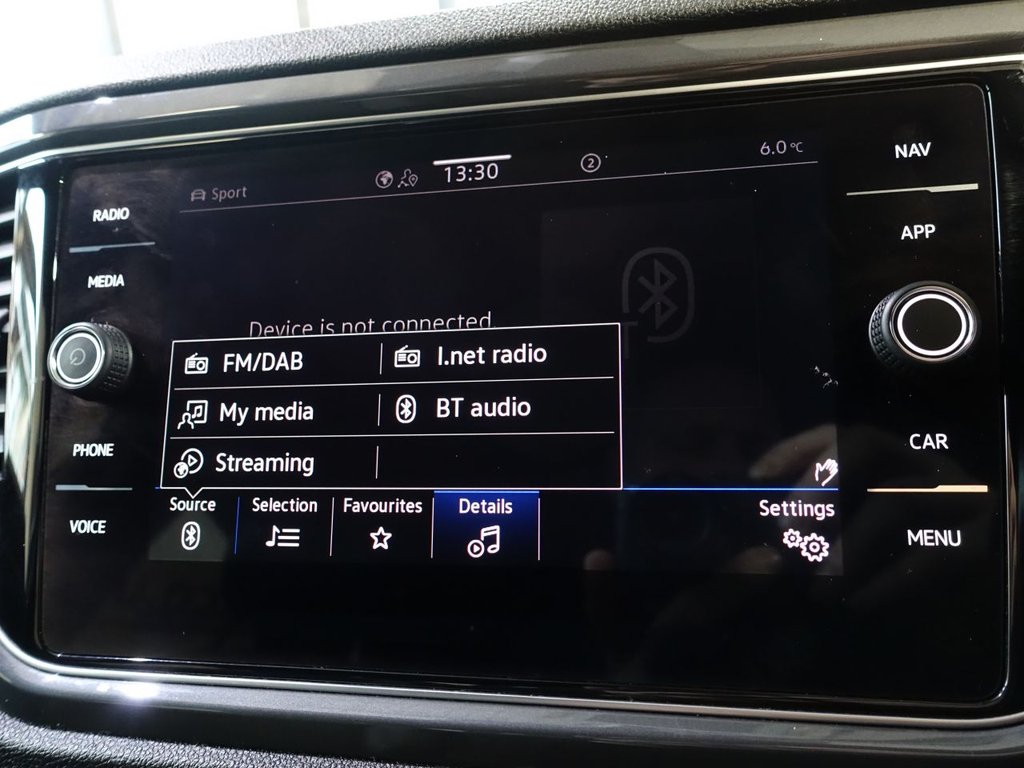 Sport
13:30
2
6.0°C
NAV
RADIO
APP
MEDIA
Device is not connected.
FM/DAB
I.net radio
My media
BT audio
Streaming
PHONE
CAR
Source
Selection
Favourites
Details
Settings
VOICE
MENU